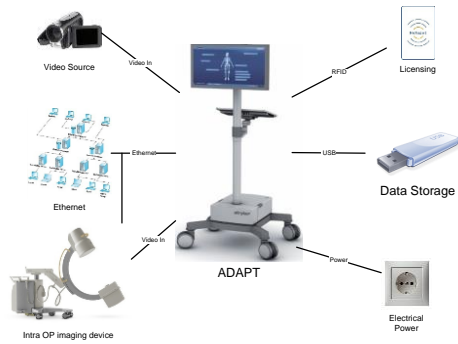 Video Source
Video In
RFID
Licensing
Ethernet
Ethernet
USB
Data Storage
Video In
ADAPT
Power
Intra OP imaging device
Electrical
Power